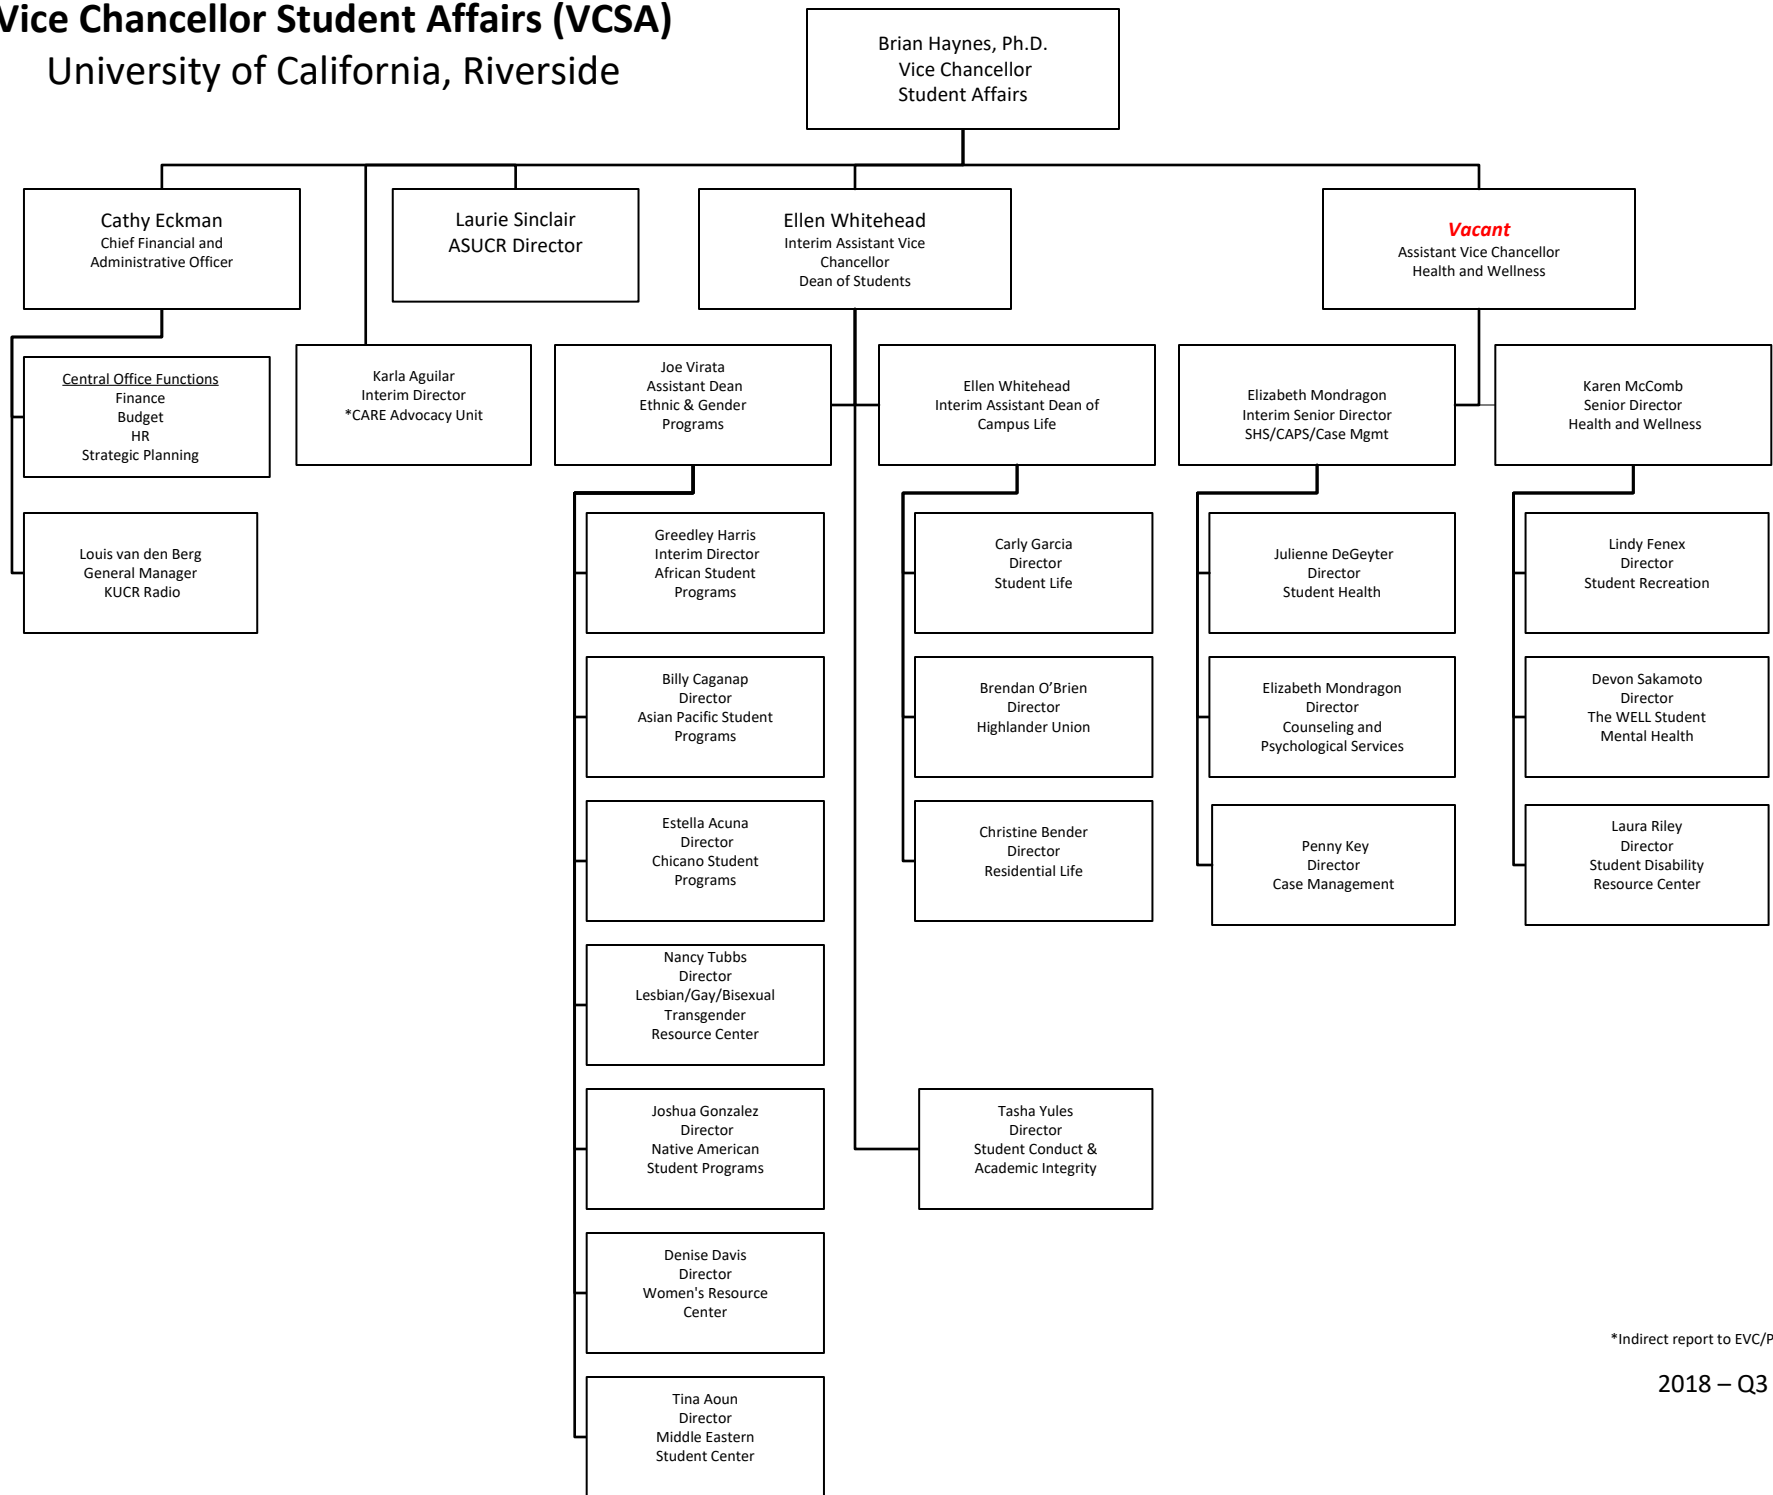 Vice Chancellor Student Affairs (VCSA)
University of California, Riverside
Brian Haynes, Ph.D.
Vice Chancellor
Student Affairs
Cathy Eckman
Chief Financial and
Administrative Officer
Laurie Sinclair
ASUCR Director
Ellen Whitehead
Interim Assistant Vice
Chancellor
Dean of Students
Vacant
Assistant Vice Chancellor
Health and Wellness
Central Office Functions
Finance
Budget
HR
Strategic Planning
Karla Aguilar
Interim Director
*CARE Advocacy Unit
Joe Virata
Assistant Dean
Ethnic & Gender
Programs
Ellen Whitehead
Interim Assistant Dean of
Campus Life
Elizabeth Mondragon
Interim Senior Director
SHS/CAPS/Case Mgmt
Karen McComb
Senior Director
Health and Wellness
Louis van den Berg
General Manager
KUCR Radio
Greedley Harris
Interim Director
African Student
Programs
Carly Garcia
Director
Student Life
Julienne DeGeyter
Director
Student Health
Lindy Fenex
Director
Student Recreation
Billy Caganap
Director
Asian Pacific Student
Programs
Brendan O’Brien
Director
Highlander Union
Elizabeth Mondragon
Director
Counseling and
Psychological Services
Devon Sakamoto
Director
The WELL Student
Mental Health
Estella Acuna
Director
Chicano Student
Programs
Christine Bender
Director
Residential Life
Penny Key
Director
Case Management
Laura Riley
Director
Student Disability
Resource Center
Nancy Tubbs
Director
Lesbian/Gay/Bisexual
Transgender
Resource Center
Joshua Gonzalez
Director
Native American
Student Programs
Tasha Yules
Director
Student Conduct &
Academic Integrity
Denise Davis
Director
Women's Resource
Center
Tina Aoun
Director
Middle Eastern
Student Center
*Indirect report to EVC/P
2018 – Q3